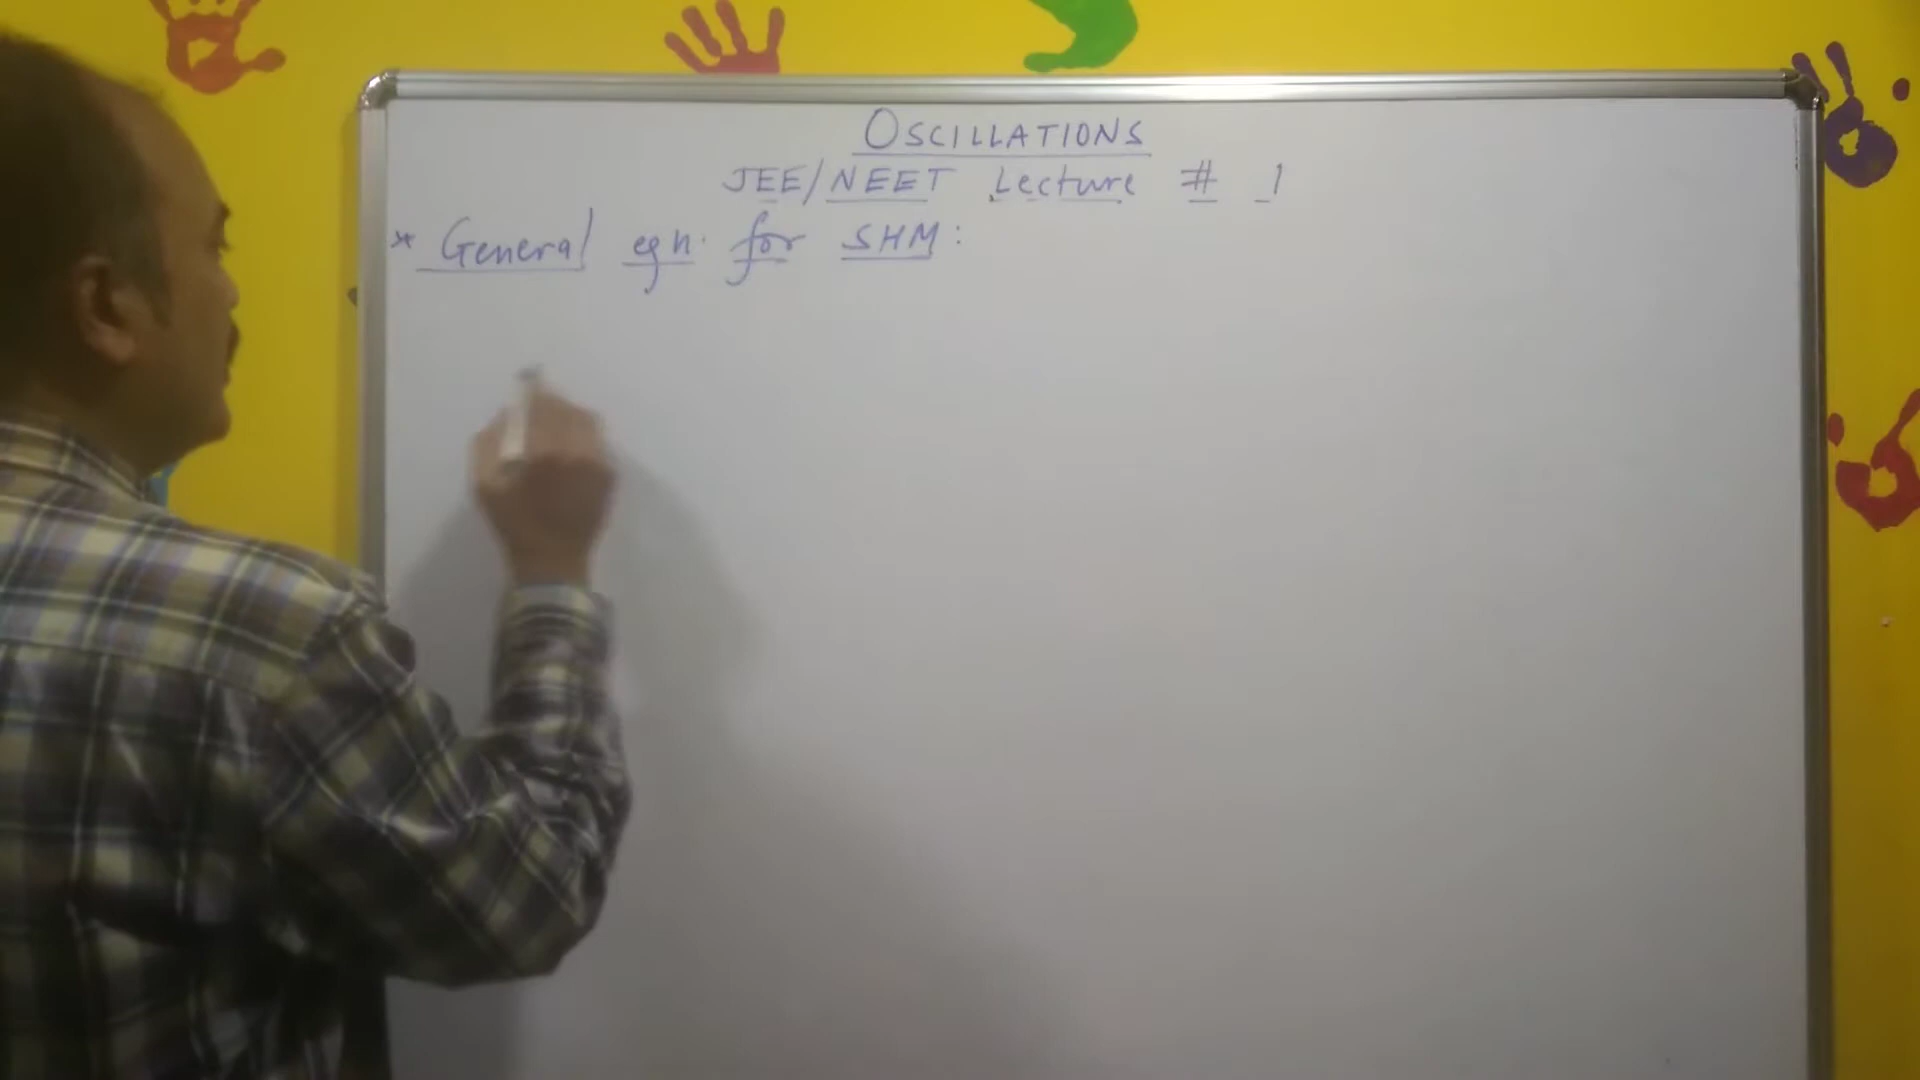 OSCILLATIONS
JEE/NEET Lecture # 1
* General eqn. for SHM: